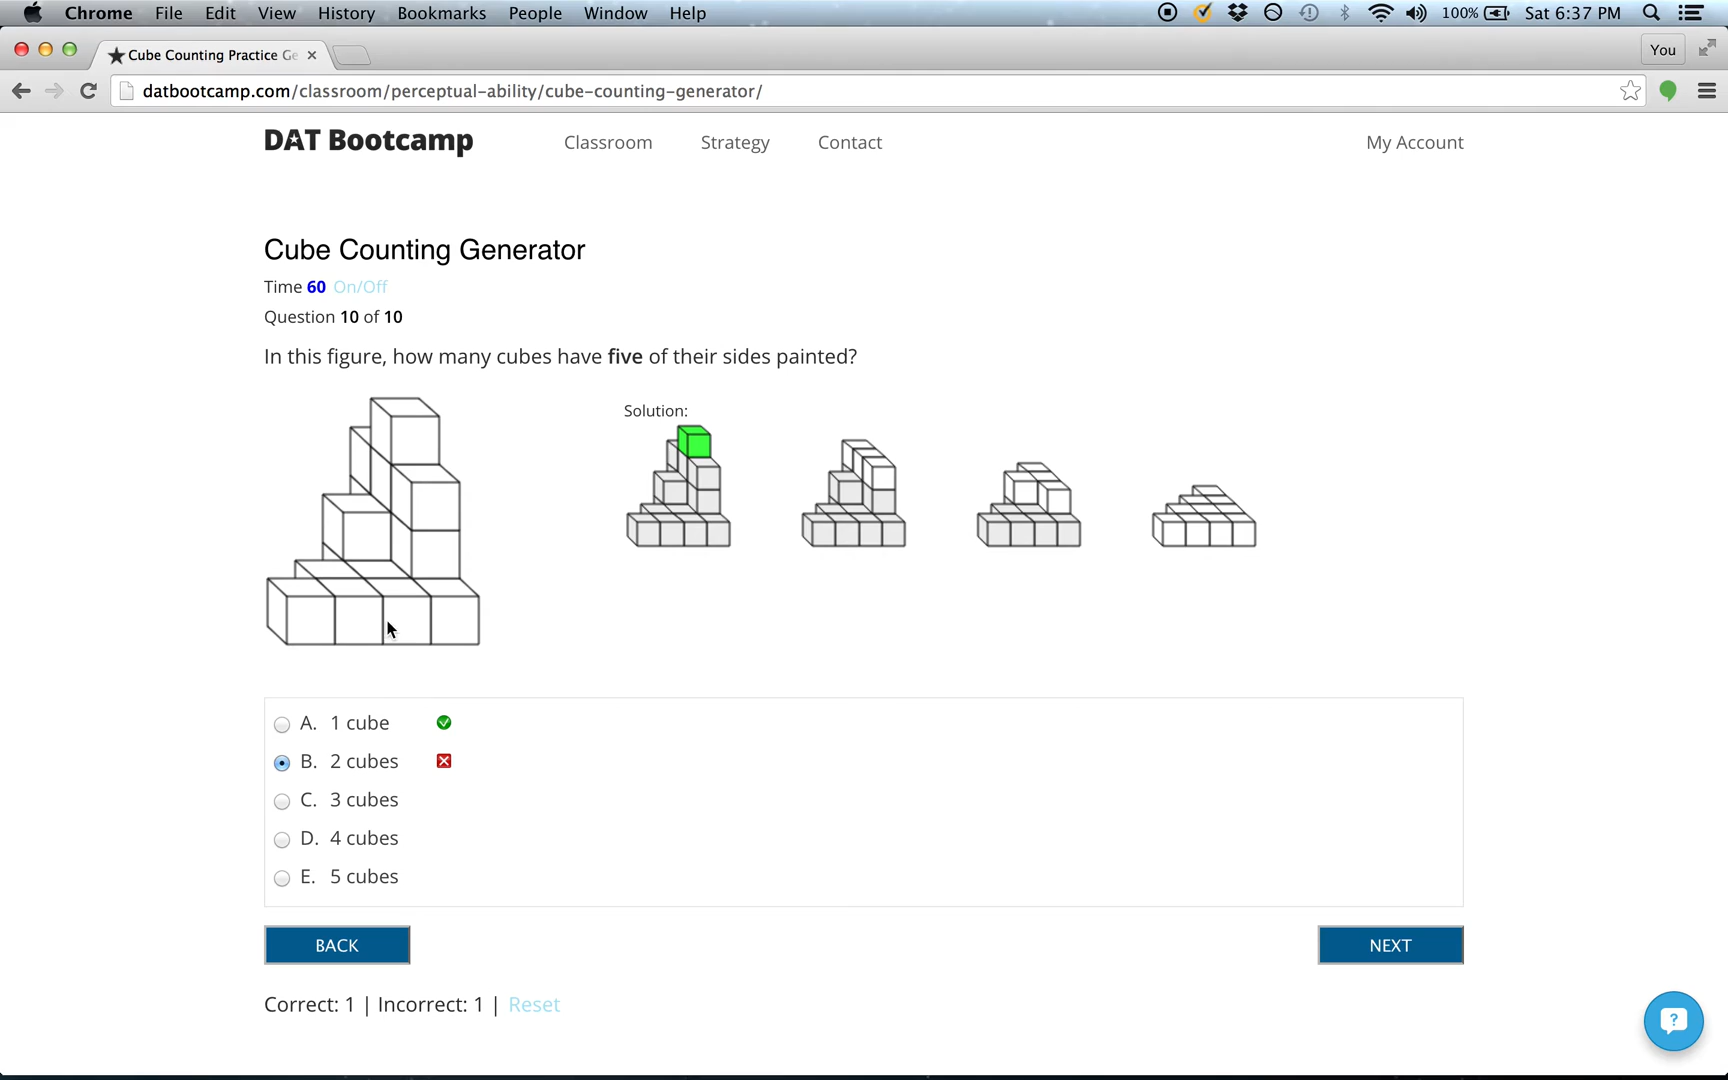 Chrome File Edit View History Bookmarks People Window Help 100% Sat 6:37 PM
Cube Counting Practice Ge
You
datbootcamp.com/classroom/perceptual-ability/cube-counting-generator/
DAT Bootcamp Classroom Strategy Contact My Account
Cube Counting Generator
Time 60 On/Off
Question 10 of 10
In this figure, how many cubes have five of their sides painted?
Solution:
A. 1 cube
B. 2 cubes
C. 3 cubes
D. 4 cubes
E. 5 cubes
BACK NEXT
Correct: 1 | Incorrect: 1 | Reset
?